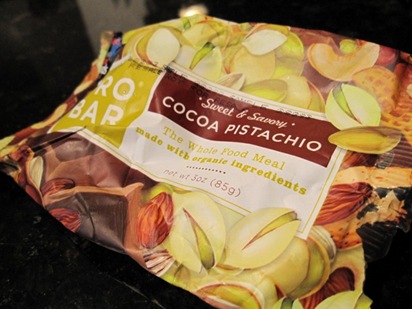 RO
BAR
Sweet & Savory
COCOA PISTACHIO
The Whole Food Meal
made with organic ingredients
net wt 3oz (85g)